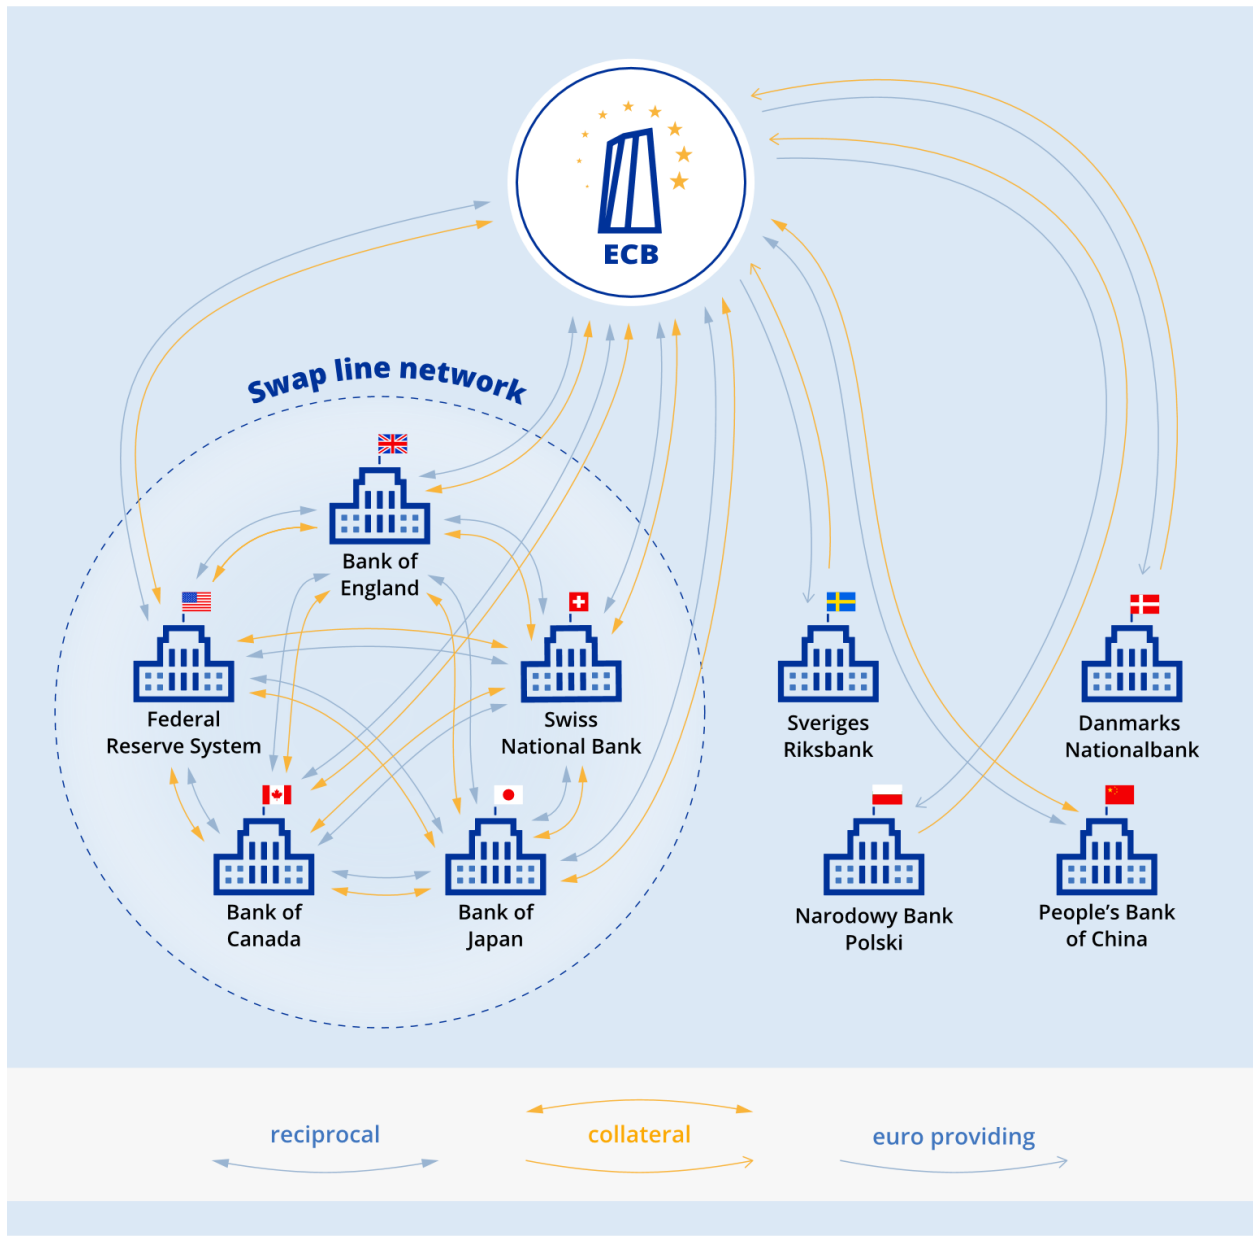 ECB
Swap line network
Bank of
England
Federal
Reserve System
Swiss
National Bank
Sveriges
Riksbank
Danmarks
Nationalbank
Bank of
Canada
Bank of
Japan
Narodowy Bank
Polski
People’s Bank
of China
reciprocal
collateral
euro providing